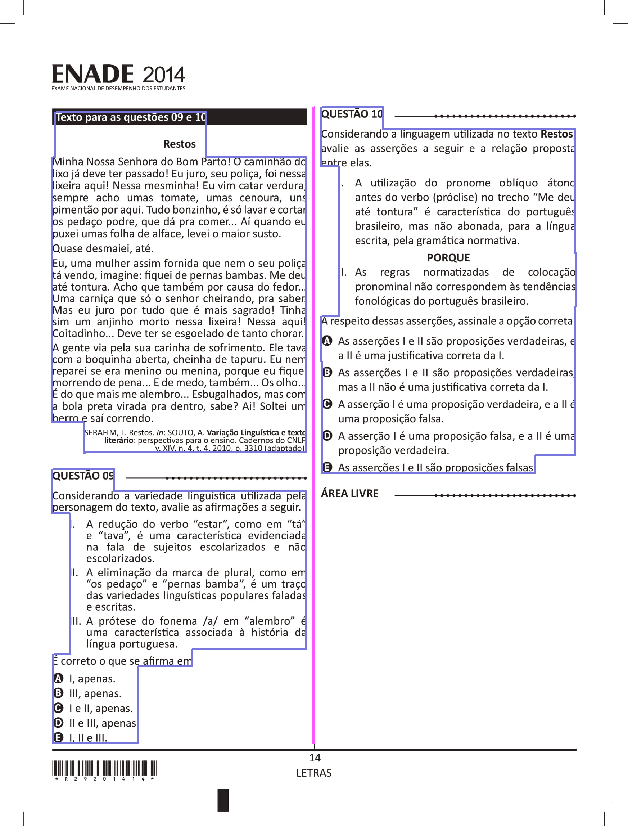 ENADE 2014
EXAME NACIONAL DE DESEMPENHO DOS ESTUDANTES
Texto para as questões 09 e 10
Restos
Minha Nossa Senhora do Bom Parto! O caminhão do
lixo já deve ter passado! Eu juro, seu poliça, foi nessa
lixeira aqui! Nessa mesminha! Eu vim catar verdura,
sempre acho umas tomate, umas cenoura, uns
pimentão por aqui. Tudo bonzinho, é só lavar e cortar
os pedaço podre, que dá pra comer... Aí quando eu
puxei umas folha de alface, levei o maior susto.
Quase desmaiei, até.
Eu, uma mulher assim fornida que nem o seu poliça
tá vendo, imagine: fiquei de pernas bambas. Me deu
até tontura. Acho que também por causa do fedor...
Uma carniça que só o senhor cheirando, pra saber.
Mas eu juro por tudo que é mais sagrado! Tinha
sim um anjinho morto nessa lixeira! Nessa aqui!
Coitadinho... Deve ter se esgoelado de tanto chorar.
A gente via pela sua carinha de sofrimento. Ele tava
com a boquinha aberta, cheinha de tapuru. Eu nem
reparei se era menino ou menina, porque eu fiquei
morrendo de pena... E de medo, também... Os olho...
É do que mais me alembro... Esbugalhados, mas com
a bola preta virada pra dentro, sabe? Ai! Soltei um
berro e saí correndo.
SERAFIM, L. Restos. In: SOUTO, A. Variação Linguística e texto
literário: perspectivas para o ensino. Cadernos do CNLF
v. XIV, n. 4, t. 4, 2010, p. 3310 (adaptado).
QUESTÃO 09
Considerando a variedade linguística utilizada pela
personagem do texto, avalie as afirmações a seguir.
I. A redução do verbo “estar”, como em “tá”
e “tava”, é uma característica evidenciada
na fala de sujeitos escolarizados e não
escolarizados.
II. A eliminação da marca de plural, como em
“os pedaço” e “pernas bamba”, é um traço
das variedades linguísticas populares faladas
e escritas.
III. A prótese do fonema /a/ em “alembro” é
uma característica associada à história da
língua portuguesa.
É correto o que se afirma em
A I, apenas.
B III, apenas.
C I e II, apenas.
D II e III, apenas.
E I, II e III.
QUESTÃO 10
Considerando a linguagem utilizada no texto Restos,
avalie as asserções a seguir e a relação proposta
entre elas.
I. A utilização do pronome oblíquo átono
antes do verbo (próclise) no trecho “Me deu
até tontura” é característica do português
brasileiro, mas não abonada, para a língua
escrita, pela gramática normativa.
PORQUE
II. As regras normatizadas de colocação
pronominal não correspondem às tendências
fonológicas do português brasileiro.
A respeito dessas asserções, assinale a opção correta.
A As asserções I e II são proposições verdadeiras, e
a II é uma justificativa correta da I.
B As asserções I e II são proposições verdadeiras,
mas a II não é uma justificativa correta da I.
C A asserção I é uma proposição verdadeira, e a II é
uma proposição falsa.
D A asserção I é uma proposição falsa, e a II é uma
proposição verdadeira.
E As asserções I e II são proposições falsas.
ÁREA LIVRE
14
LETRAS
*R29201414*